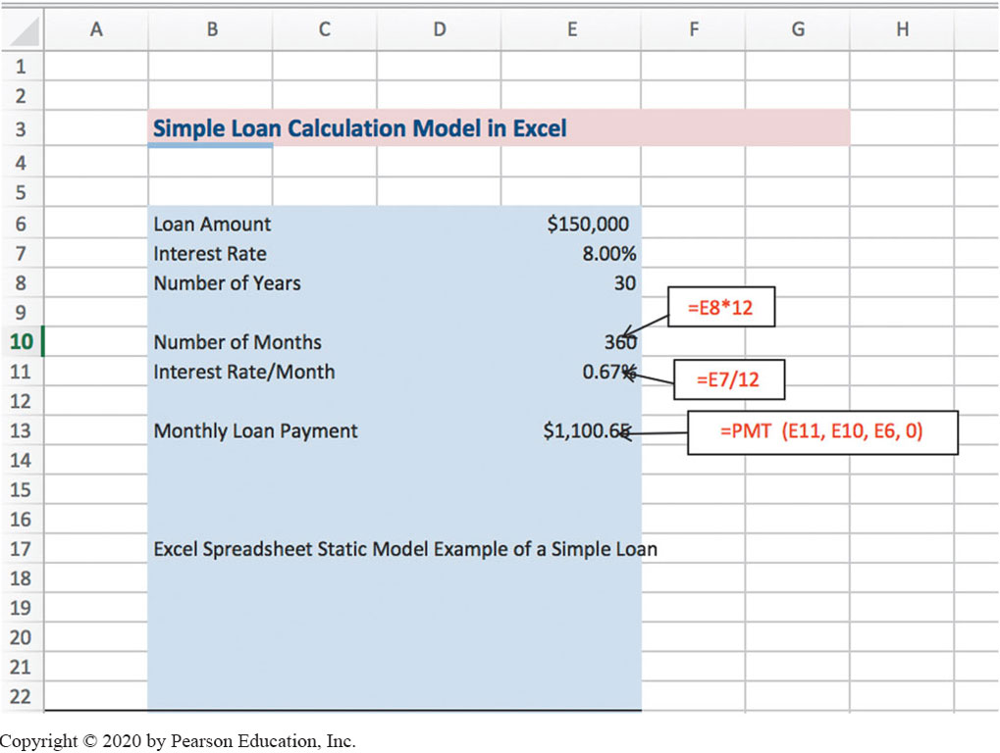 A B C D E F G H
1
2
3 Simple Loan Calculation Model in Excel
4
5
6 Loan Amount $150,000
7 Interest Rate 8.00%
8 Number of Years 30
9 =E8*12
10 Number of Months 360
11 Interest Rate/Month 0.67% =E7/12
12
13 Monthly Loan Payment $1,100.65 =PMT (E11, E10, E6, 0)
14
15
16
17 Excel Spreadsheet Static Model Example of a Simple Loan
18
19
20
21
22
Copyright © 2020 by Pearson Education, Inc.